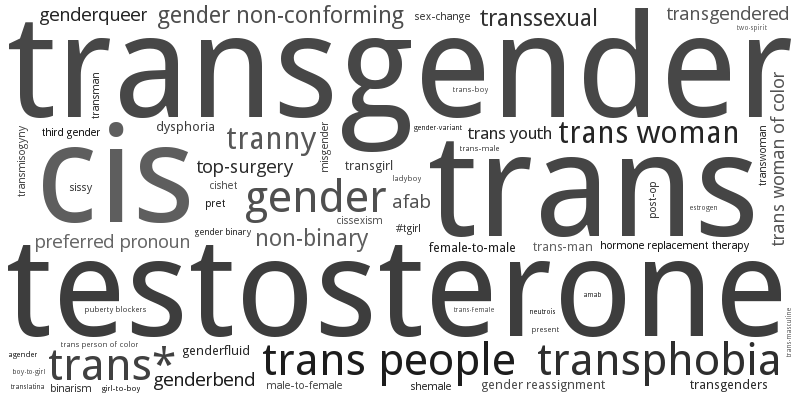 genderqueer
gender non-conforming
sex-change
transsexual
transgendered
two-spirit
transgender
transman
trans-boy
transmisogyny
third gender
dysphoria
tranny
misgender
gender-variant
trans youth
trans woman
trans woman of color
cis
sissy
top-surgery
transgirl
trans-male
transwoman
cishet
pret
gender
ladyboy
afab
trans
post-op
estrogen
cissexism
#tgirl
preferred pronoun
gender binary
non-binary
female-to-male
trans-man
hormone replacement therapy
testosterone
puberty blockers
trans-female
neutrois
amab
present
trans-masculine
agender
trans person of color
trans*
genderfluid
trans people
transphobia
boy-to-girl
translatina
binarism
girl-to-boy
genderbend
male-to-female
shemale
gender reassignment
transgenders